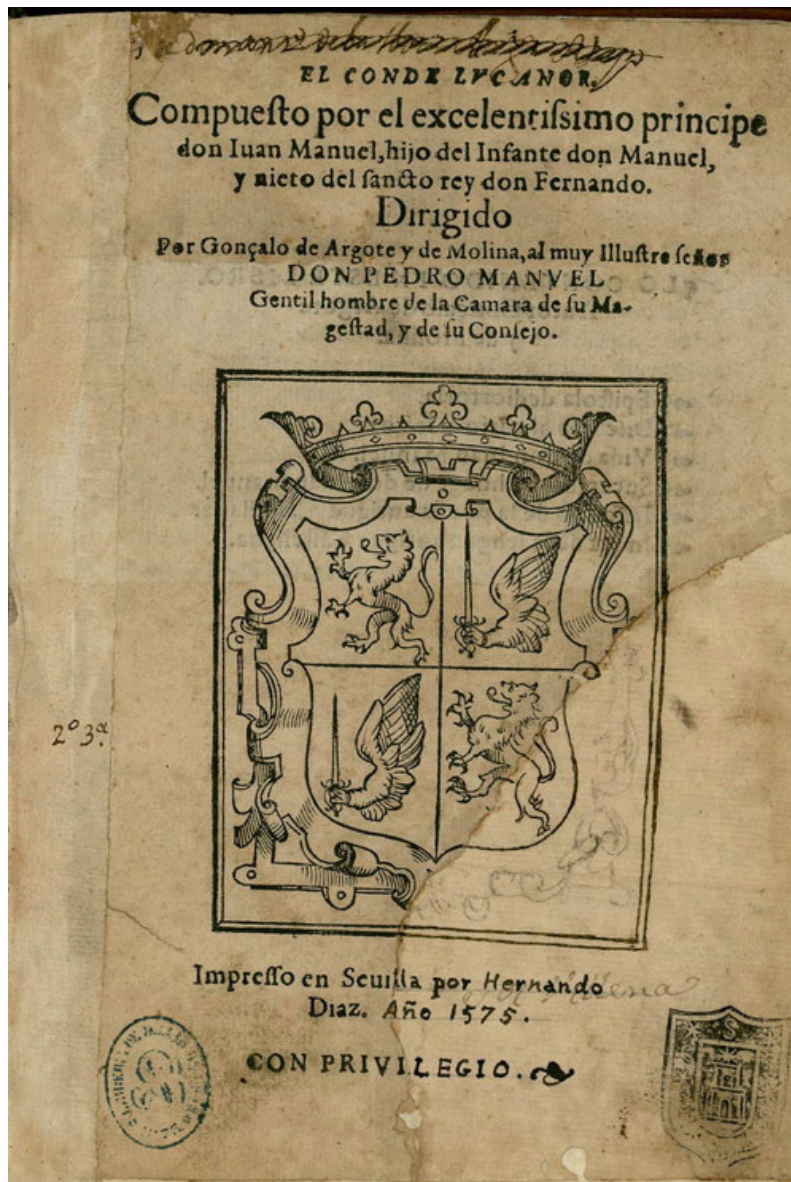 EL CONDE LVCANOR.
Compueſto por el excelentiſsimo principe
don Iuan Manuel, hijo del Infante don Manuel,
y nieto del ſancto rey don Fernando.
Dirigido
Por Gonçalo de Argote y de Molina, al muy Illuſtre ſeñor
DON PEDRO MANVEL
Gentil hombre de la Camara de ſu Ma-
geſtad, y de ſu Conſejo.
2º 3ª.
Impreſſo en Seuilla por Hernando
Diaz. Año 1575.
CON PRIVILEGIO.